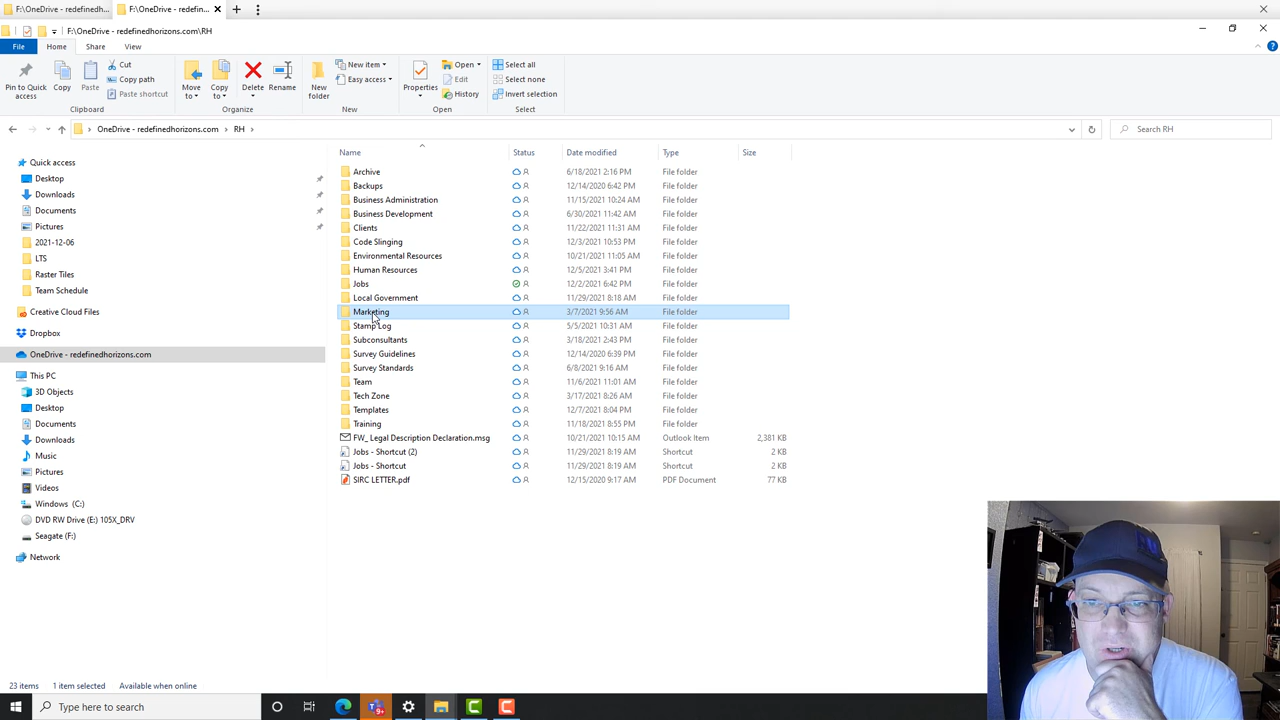 F:\OneDrive - redefinedh...
F:\OneDrive - redefin...
F:\OneDrive - redefinedhorizons.com\RH
File
Home
Share
View
Pin to Quick access
Copy
Paste
Cut
Copy path
Paste shortcut
Clipboard
Move to
Copy to
Delete
Rename
Organize
New folder
New item
Easy access
New
Properties
Open
Edit
History
Open
Select all
Select none
Invert selection
Select
OneDrive - redefinedhorizons.com
RH
Search RH
Quick access
Desktop
Downloads
Documents
Pictures
2021-12-06
LTS
Raster Tiles
Team Schedule
Creative Cloud Files
Dropbox
OneDrive - redefinedhorizons.com
This PC
3D Objects
Desktop
Documents
Downloads
Music
Pictures
Videos
Windows (C:)
DVD RW Drive (E:) 105X_DRV
Seagate (F:)
Network
Name Status Date modified Type Size
Archive 6/18/2021 2:16 PM File folder
Backups 12/14/2020 6:42 PM File folder
Business Administration 11/15/2021 10:24 AM File folder
Business Development 6/30/2021 11:42 AM File folder
Clients 11/22/2021 11:31 AM File folder
Code Slinging 12/3/2021 10:53 PM File folder
Environmental Resources 10/21/2021 11:05 AM File folder
Human Resources 12/5/2021 3:41 PM File folder
Jobs 12/2/2021 6:42 PM File folder
Local Government 11/29/2021 8:18 AM File folder
Marketing 3/7/2021 9:56 AM File folder
Stamp Log 5/5/2021 10:31 AM File folder
Subconsultants 3/18/2021 2:43 PM File folder
Survey Guidelines 12/14/2020 6:39 PM File folder
Survey Standards 6/8/2021 9:16 AM File folder
Team 11/6/2021 11:01 AM File folder
Tech Zone 3/17/2021 8:26 AM File folder
Templates 12/7/2021 8:04 PM File folder
Training 11/18/2021 8:55 PM File folder
FW_ Legal Description Declaration.msg 10/21/2021 10:15 AM Outlook Item 2,381 KB
Jobs - Shortcut (2) 11/29/2021 8:19 AM Shortcut 2 KB
Jobs - Shortcut 11/29/2021 8:19 AM Shortcut 2 KB
SIRC LETTER.pdf 12/15/2020 9:17 AM PDF Document 77 KB
23 items 1 item selected Available when online
Type here to search
9+